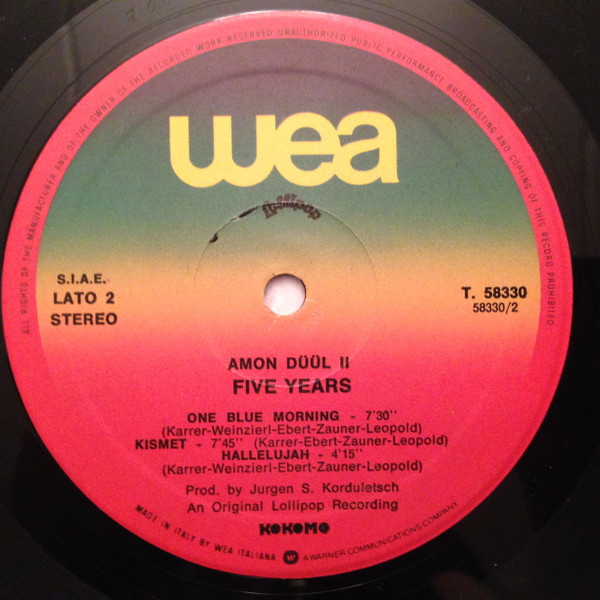 ALL RIGHTS OF THE MANUFACTURER AND OF THE OWNER OF THE RECORDED WORK RESERVED UNAUTHORIZED PUBLIC PERFORMANCE BROADCASTING AND COPYING OF THIS RECORD PROHIBITED
wea
S.I.A.E.
LATO 2
STEREO
T. 58330
58330/2
AMON DÜÜL II
FIVE YEARS
ONE BLUE MORNING - 7'30''
(Karrer-Weinzierl-Ebert-Zauner-Leopold)
KISMET - 7'45'' (Karrer-Ebert-Zauner-Leopold)
HALLELUJAH - 4'15''
(Karrer-Weinzierl-Ebert-Zauner-Leopold)
Prod. by Jurgen S. Korduletsch
An Original Lollipop Recording
KOKOMO
MADE IN ITALY BY WEA ITALIANA W A WARNER COMMUNICATIONS COMPANY